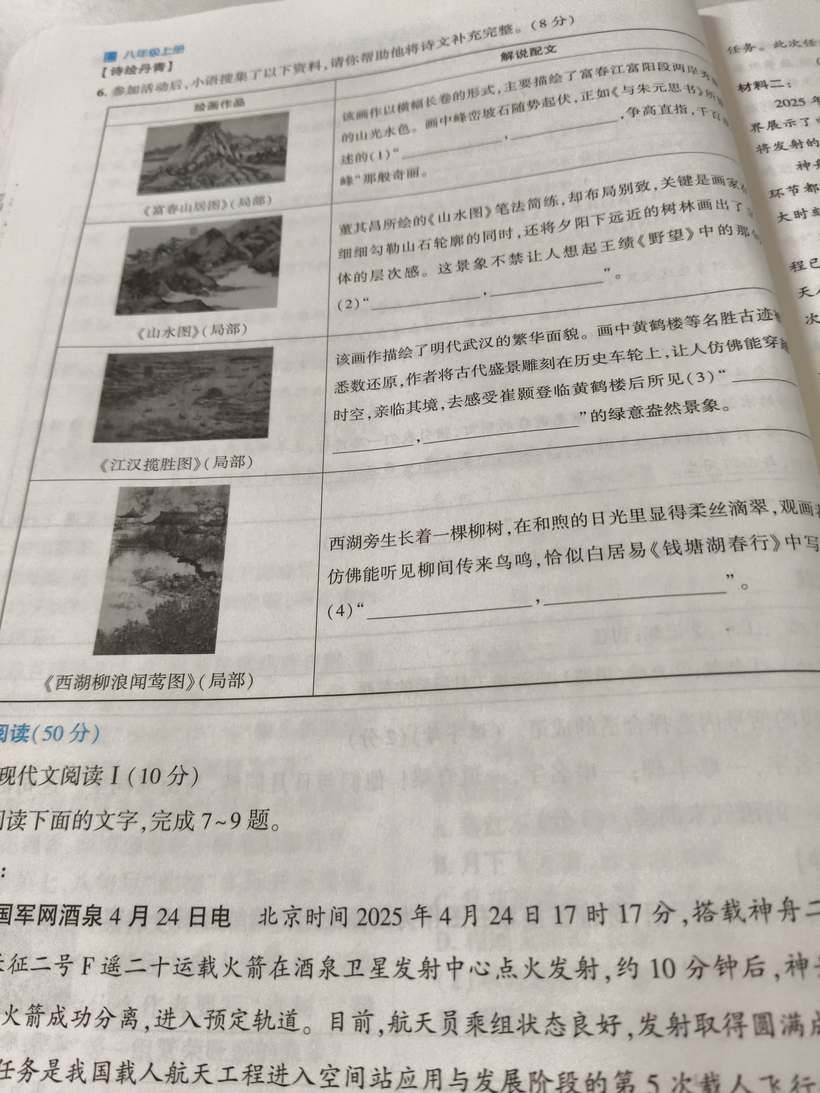 八年级上册
【诗绘丹青】
6. 参加活动后,小语搜集了以下资料,请你帮助他将诗文补充完整。(8分)
绘画作品
解说配文
《富春山居图》(局部)
该画作以横幅长卷的形式,主要描绘了富春江富阳段两岸秀
的山光水色。画中峰峦坡石随势起伏,正如《与朱元思书》所
述的(1)“____,____,争高直指,千百
峰”那般奇丽。
《山水图》(局部)
董其昌所绘的《山水图》笔法简练,却布局别致,关键是画家
细细勾勒山石轮廓的同时,还将夕阳下远近的树林画出了
体的层次感。这景象不禁让人想起王绩《野望》中的那
(2)“____,____”。
《江汉揽胜图》(局部)
该画作描绘了明代武汉的繁华面貌。画中黄鹤楼等名胜古迹
悉数还原,作者将古代盛景雕刻在历史车轮上,让人仿佛能穿越
时空,亲临其境,去感受崔颢登临黄鹤楼后所见(3)“____
____,____”的绿意盎然景象。
《西湖柳浪闻莺图》(局部)
西湖旁生长着一棵柳树,在和煦的日光里显得柔丝滴翠,观画
仿佛能听见柳间传来鸟鸣,恰似白居易《钱塘湖春行》中写
(4)“____,____”。
阅读(50分)
现代文阅读Ⅰ(10分)
阅读下面的文字,完成7~9题。
:
国军网酒泉4月24日电 北京时间2025年4月24日17时17分,搭载神舟二
长征二号F遥二十运载火箭在酒泉卫星发射中心点火发射,约10分钟后,神舟
火箭成功分离,进入预定轨道。目前,航天员乘组状态良好,发射取得圆满成
任务是我国载人航天工程进入空间站应用与发展阶段的第5次载人飞行
任务。此次任
材料二:
2025年
界展示了
将发射的
神舟
环节都
大时
程已
天
次